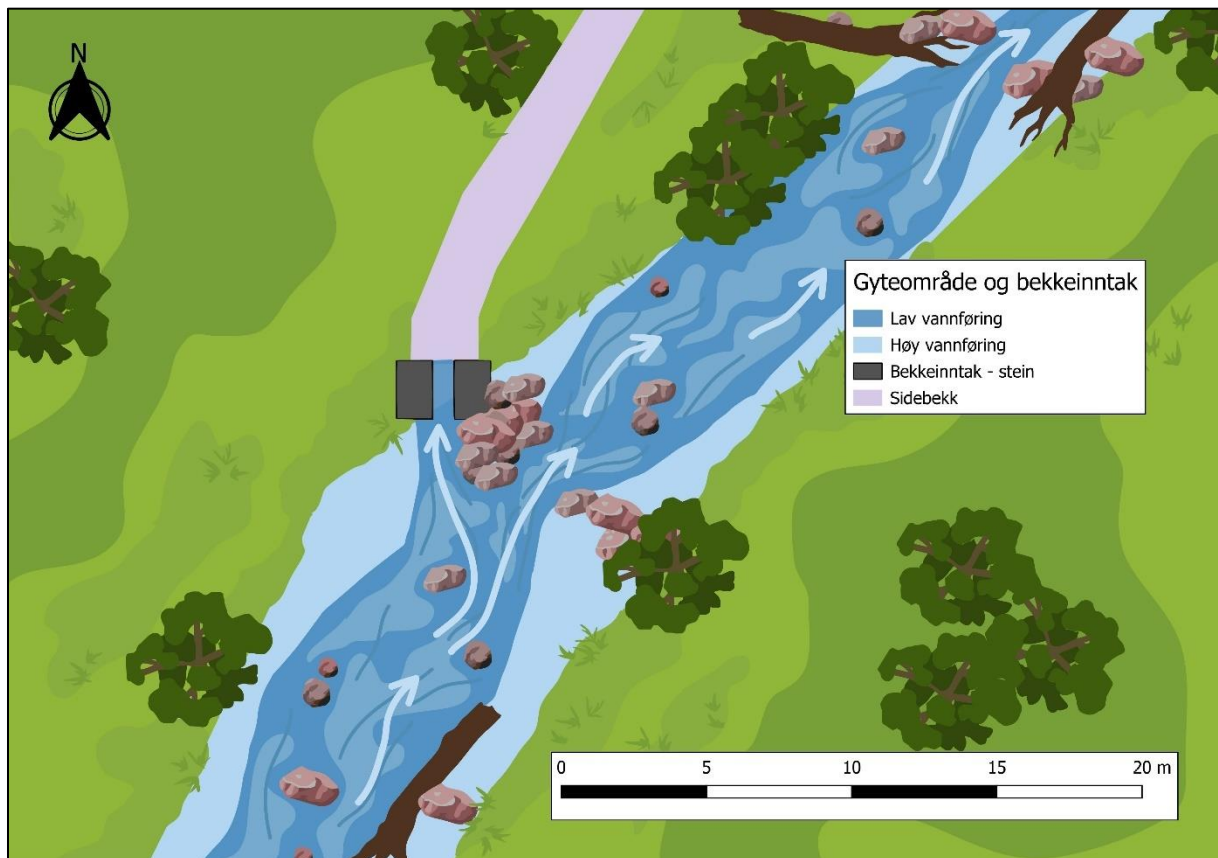 N
Gyteområde og bekkeinntak
Lav vannføring
Høy vannføring
Bekkeinntak - stein
Sidebekk
0 5 10 15 20 m